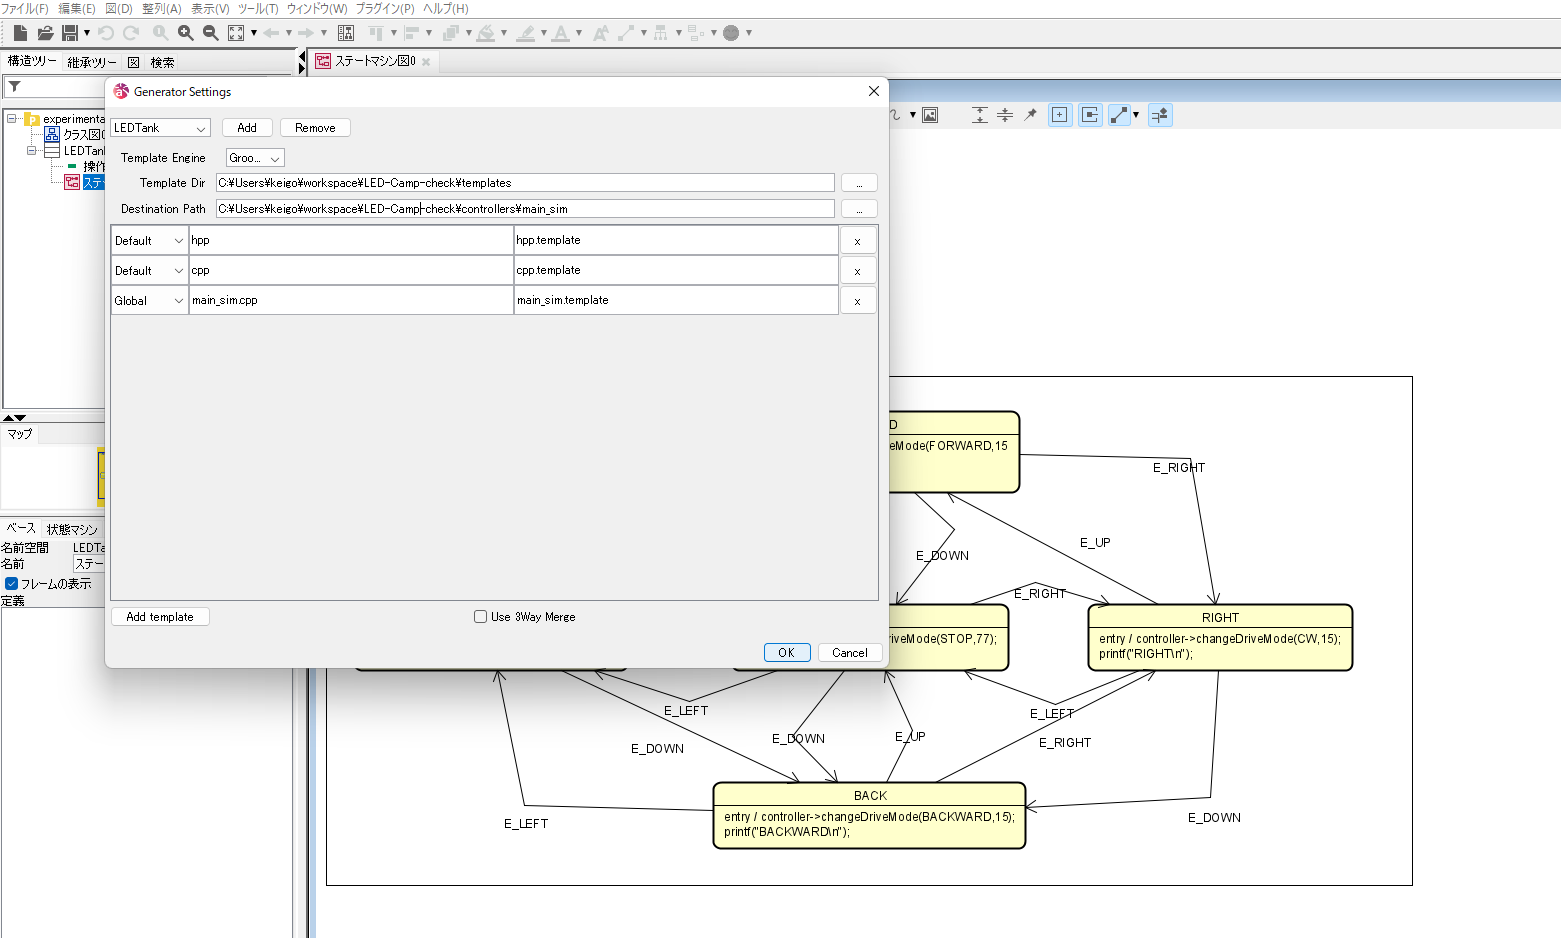 ファイル(F) 編集(E) 図(D) 整列(A) 表示(V) ツール(T) ウィンドウ(W) プラグイン(P) ヘルプ(H)
構造ツリー 継承ツリー 図 検索
ステートマシン図0
experimenta
クラス図0
LEDTan
操作
ステー
マップ
ベース 状態マシン
名前空間 LEDTa
名前 ステー
フレームの表示
定義
Generator Settings
LEDTank Add Remove
Template Engine Groo...
Template Dir C:¥Users¥keigo¥workspace¥LED-Camp-check¥templates ...
Destination Path C:¥Users¥keigo¥workspace¥LED-Camp-check¥controllers¥main_sim ...
Default hpp hpp.template x
Default cpp cpp.template x
Global main_sim.cpp main_sim.template x
Add template Use 3Way Merge
OK Cancel
D
eMode(FORWARD,15
E_RIGHT
E_UP
E_DOWN
E_RIGHT
riveMode(STOP,77);
RIGHT
entry / controller->changeDriveMode(CW,15);
printf("RIGHT\n");
E_LEFT
E_LEFT
E_DOWN
E_DOWN
E_UP
E_RIGHT
BACK
entry / controller->changeDriveMode(BACKWARD,15);
printf("BACKWARD\n");
E_LEFT
E_DOWN